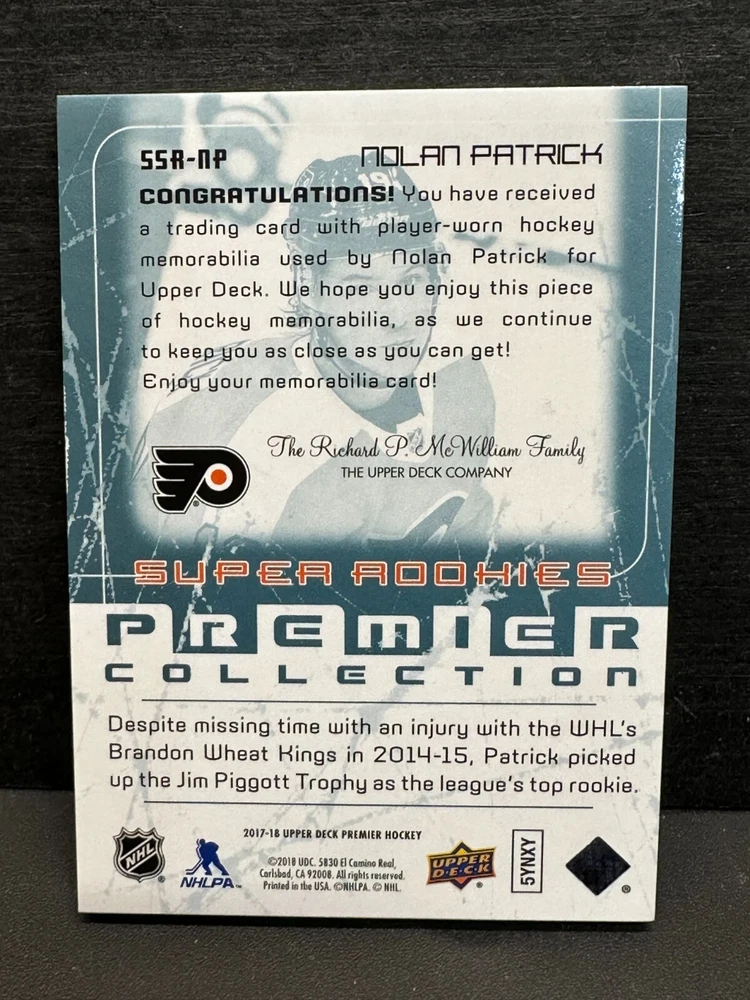 SSR-NP NOLAN PATRICK
CONGRATULATIONS! You have received
a trading card with player-worn hockey
memorabilia used by Nolan Patrick for
Upper Deck. We hope you enjoy this piece
of hockey memorabilia, as we continue
to keep you as close as you can get!
Enjoy your memorabilia card!
The Richard P. McWilliam Family
THE UPPER DECK COMPANY
SUPER ROOKIES
PREMIER
COLLECTION
Despite missing time with an injury with the WHL's
Brandon Wheat Kings in 2014-15, Patrick picked
up the Jim Piggott Trophy as the league's top rookie.
2017-18 UPPER DECK PREMIER HOCKEY
©2018 UDC. 5830 El Camino Real,
Carlsbad, CA 92008. All rights reserved.
Printed in the USA. ©NHLPA. © NHL.
NHL
NHLPA™
UPPER
DECK
5YNXY
19